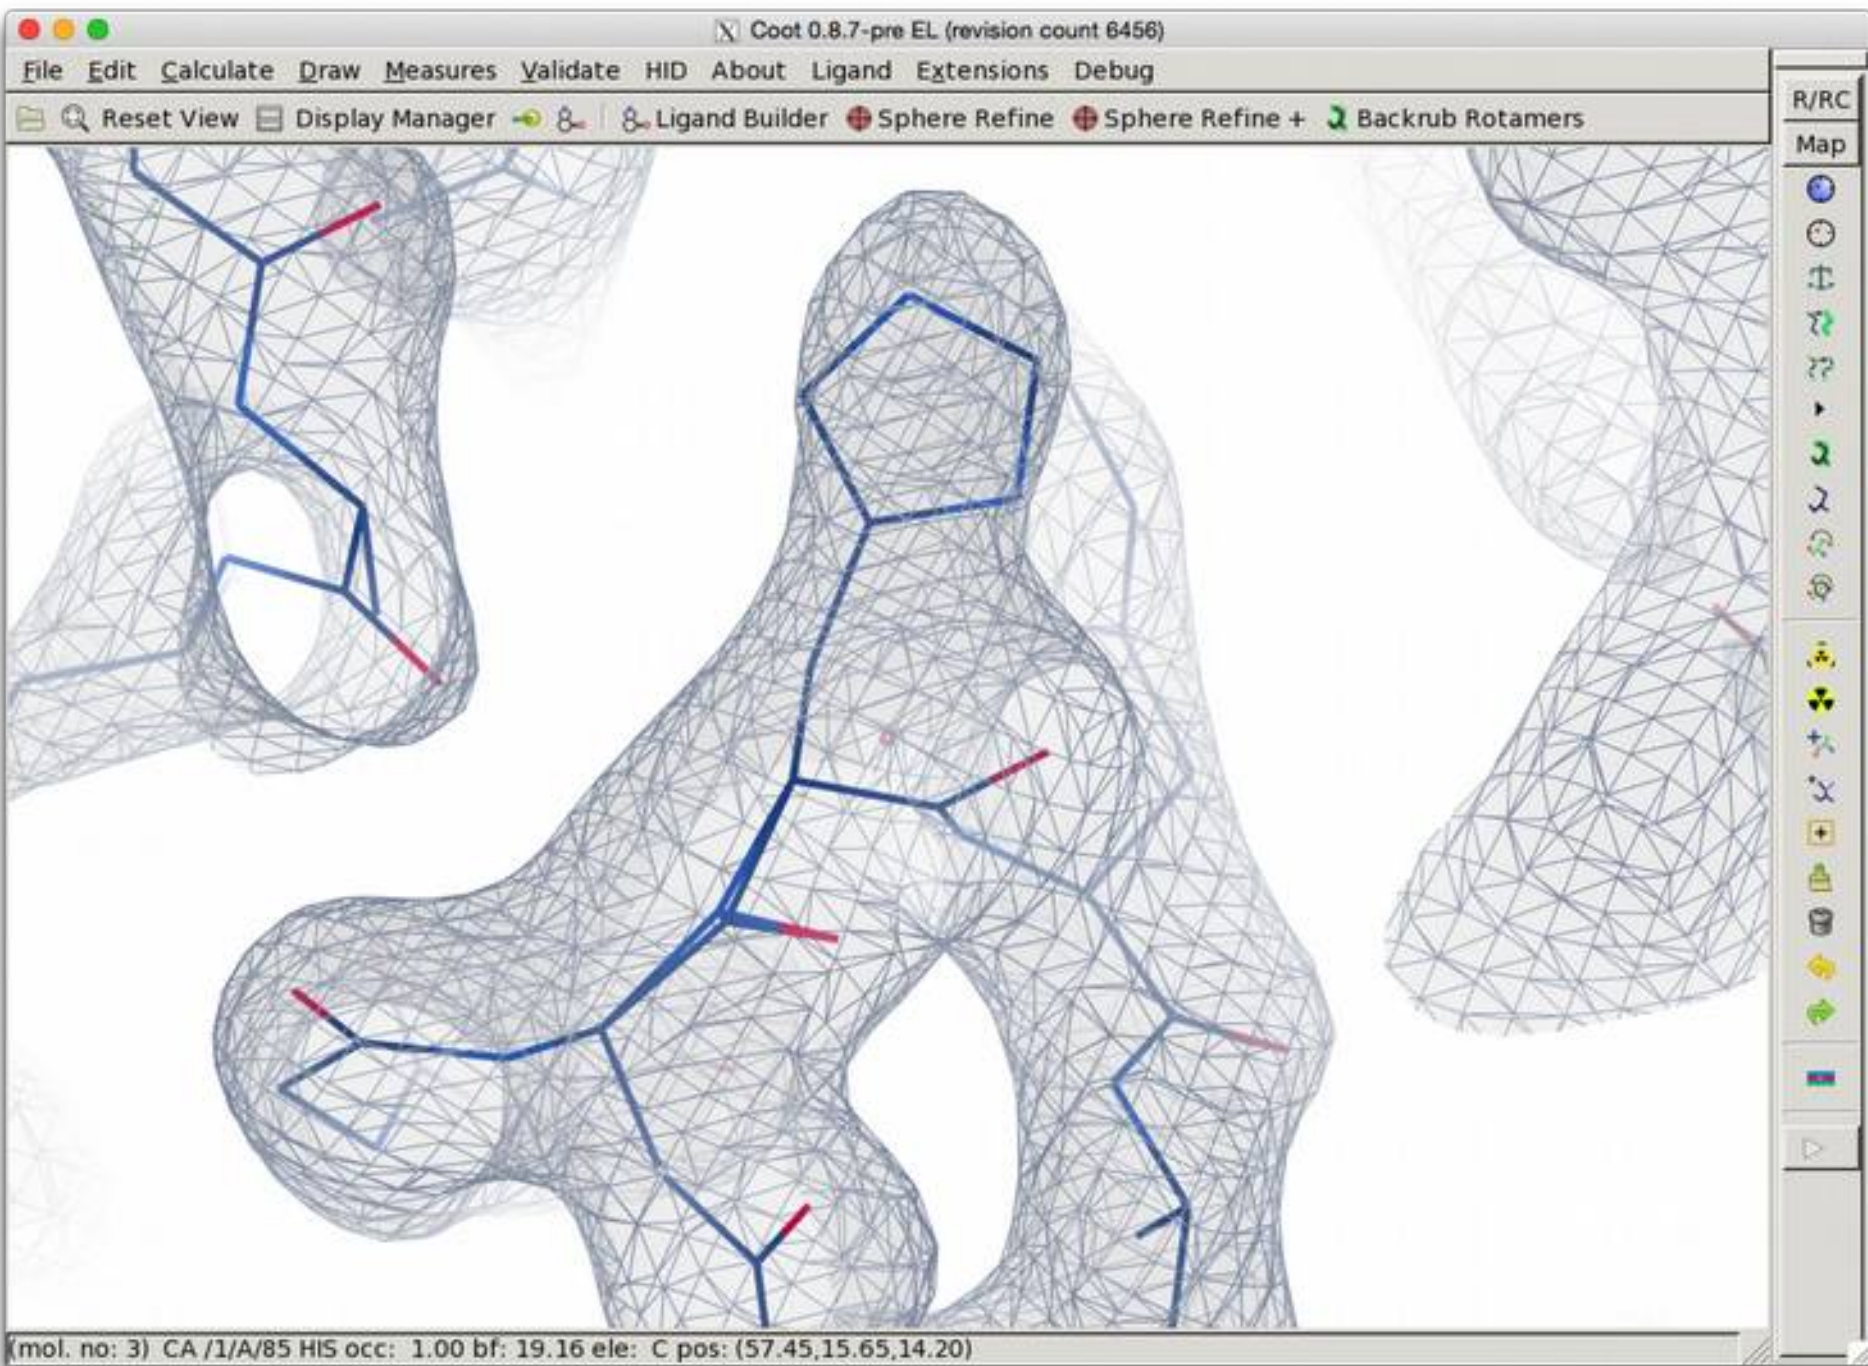 Coot 0.8.7-pre EL (revision count 6456)
File Edit Calculate Draw Measures Validate HID About Ligand Extensions Debug
Reset View Display Manager Ligand Builder Sphere Refine Sphere Refine + Backrub Rotamers
R/RC
Map
(mol. no: 3) CA /1/A/85 HIS occ: 1.00 bf: 19.16 ele: C pos: (57.45,15.65,14.20)